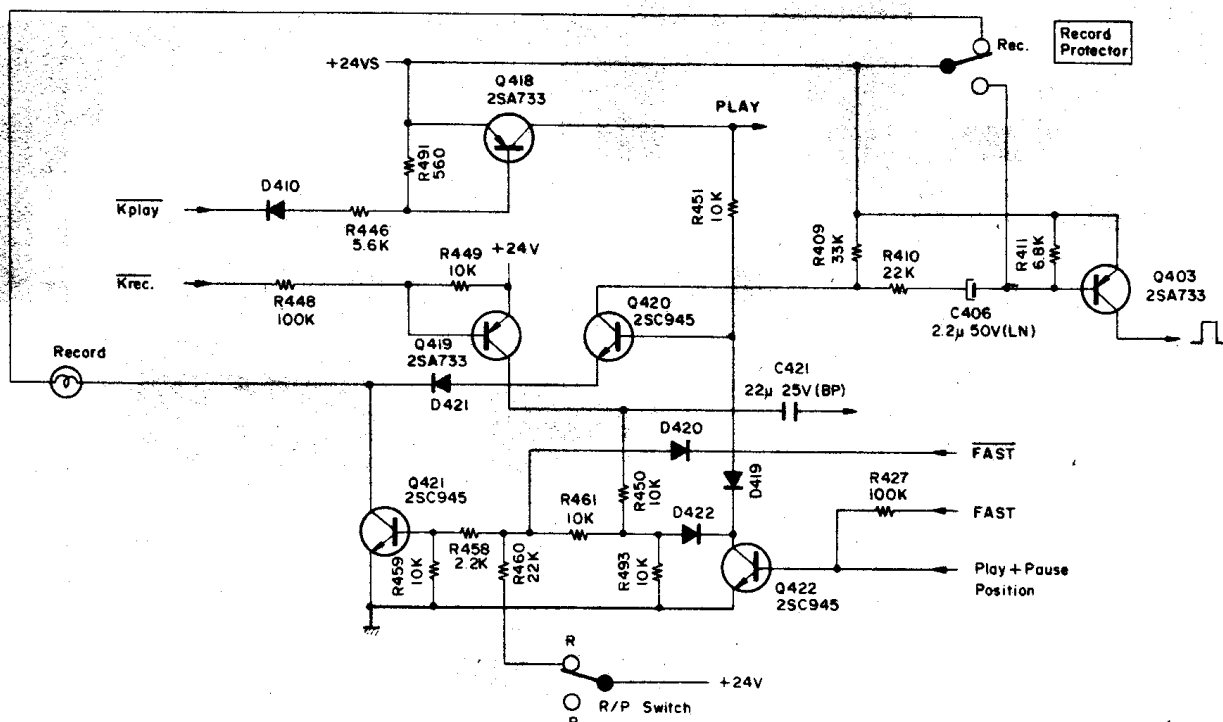 Rec.
Record
Protector
+24VS
Q418
2SA733
PLAY
R491
560
D410
Kplay
R446
5.6K
+24V
R451
10K
R409
33K
R410
22K
R411
6.8K
Q403
2SA733
Krec.
R449
10K
R448
100K
Q420
2SC945
C406
2.2µ 50V(LN)
Q419
2SA733
Record
D421
C421
22µ 25V(BP)
D420
FAST
D419
R427
100K
Q421
2SC945
R461
10K
R450
10K
D422
FAST
R458
2.2K
R459
10K
R460
22K
R493
10K
Q422
2SC945
Play + Pause
Position
R
+24V
R/P Switch